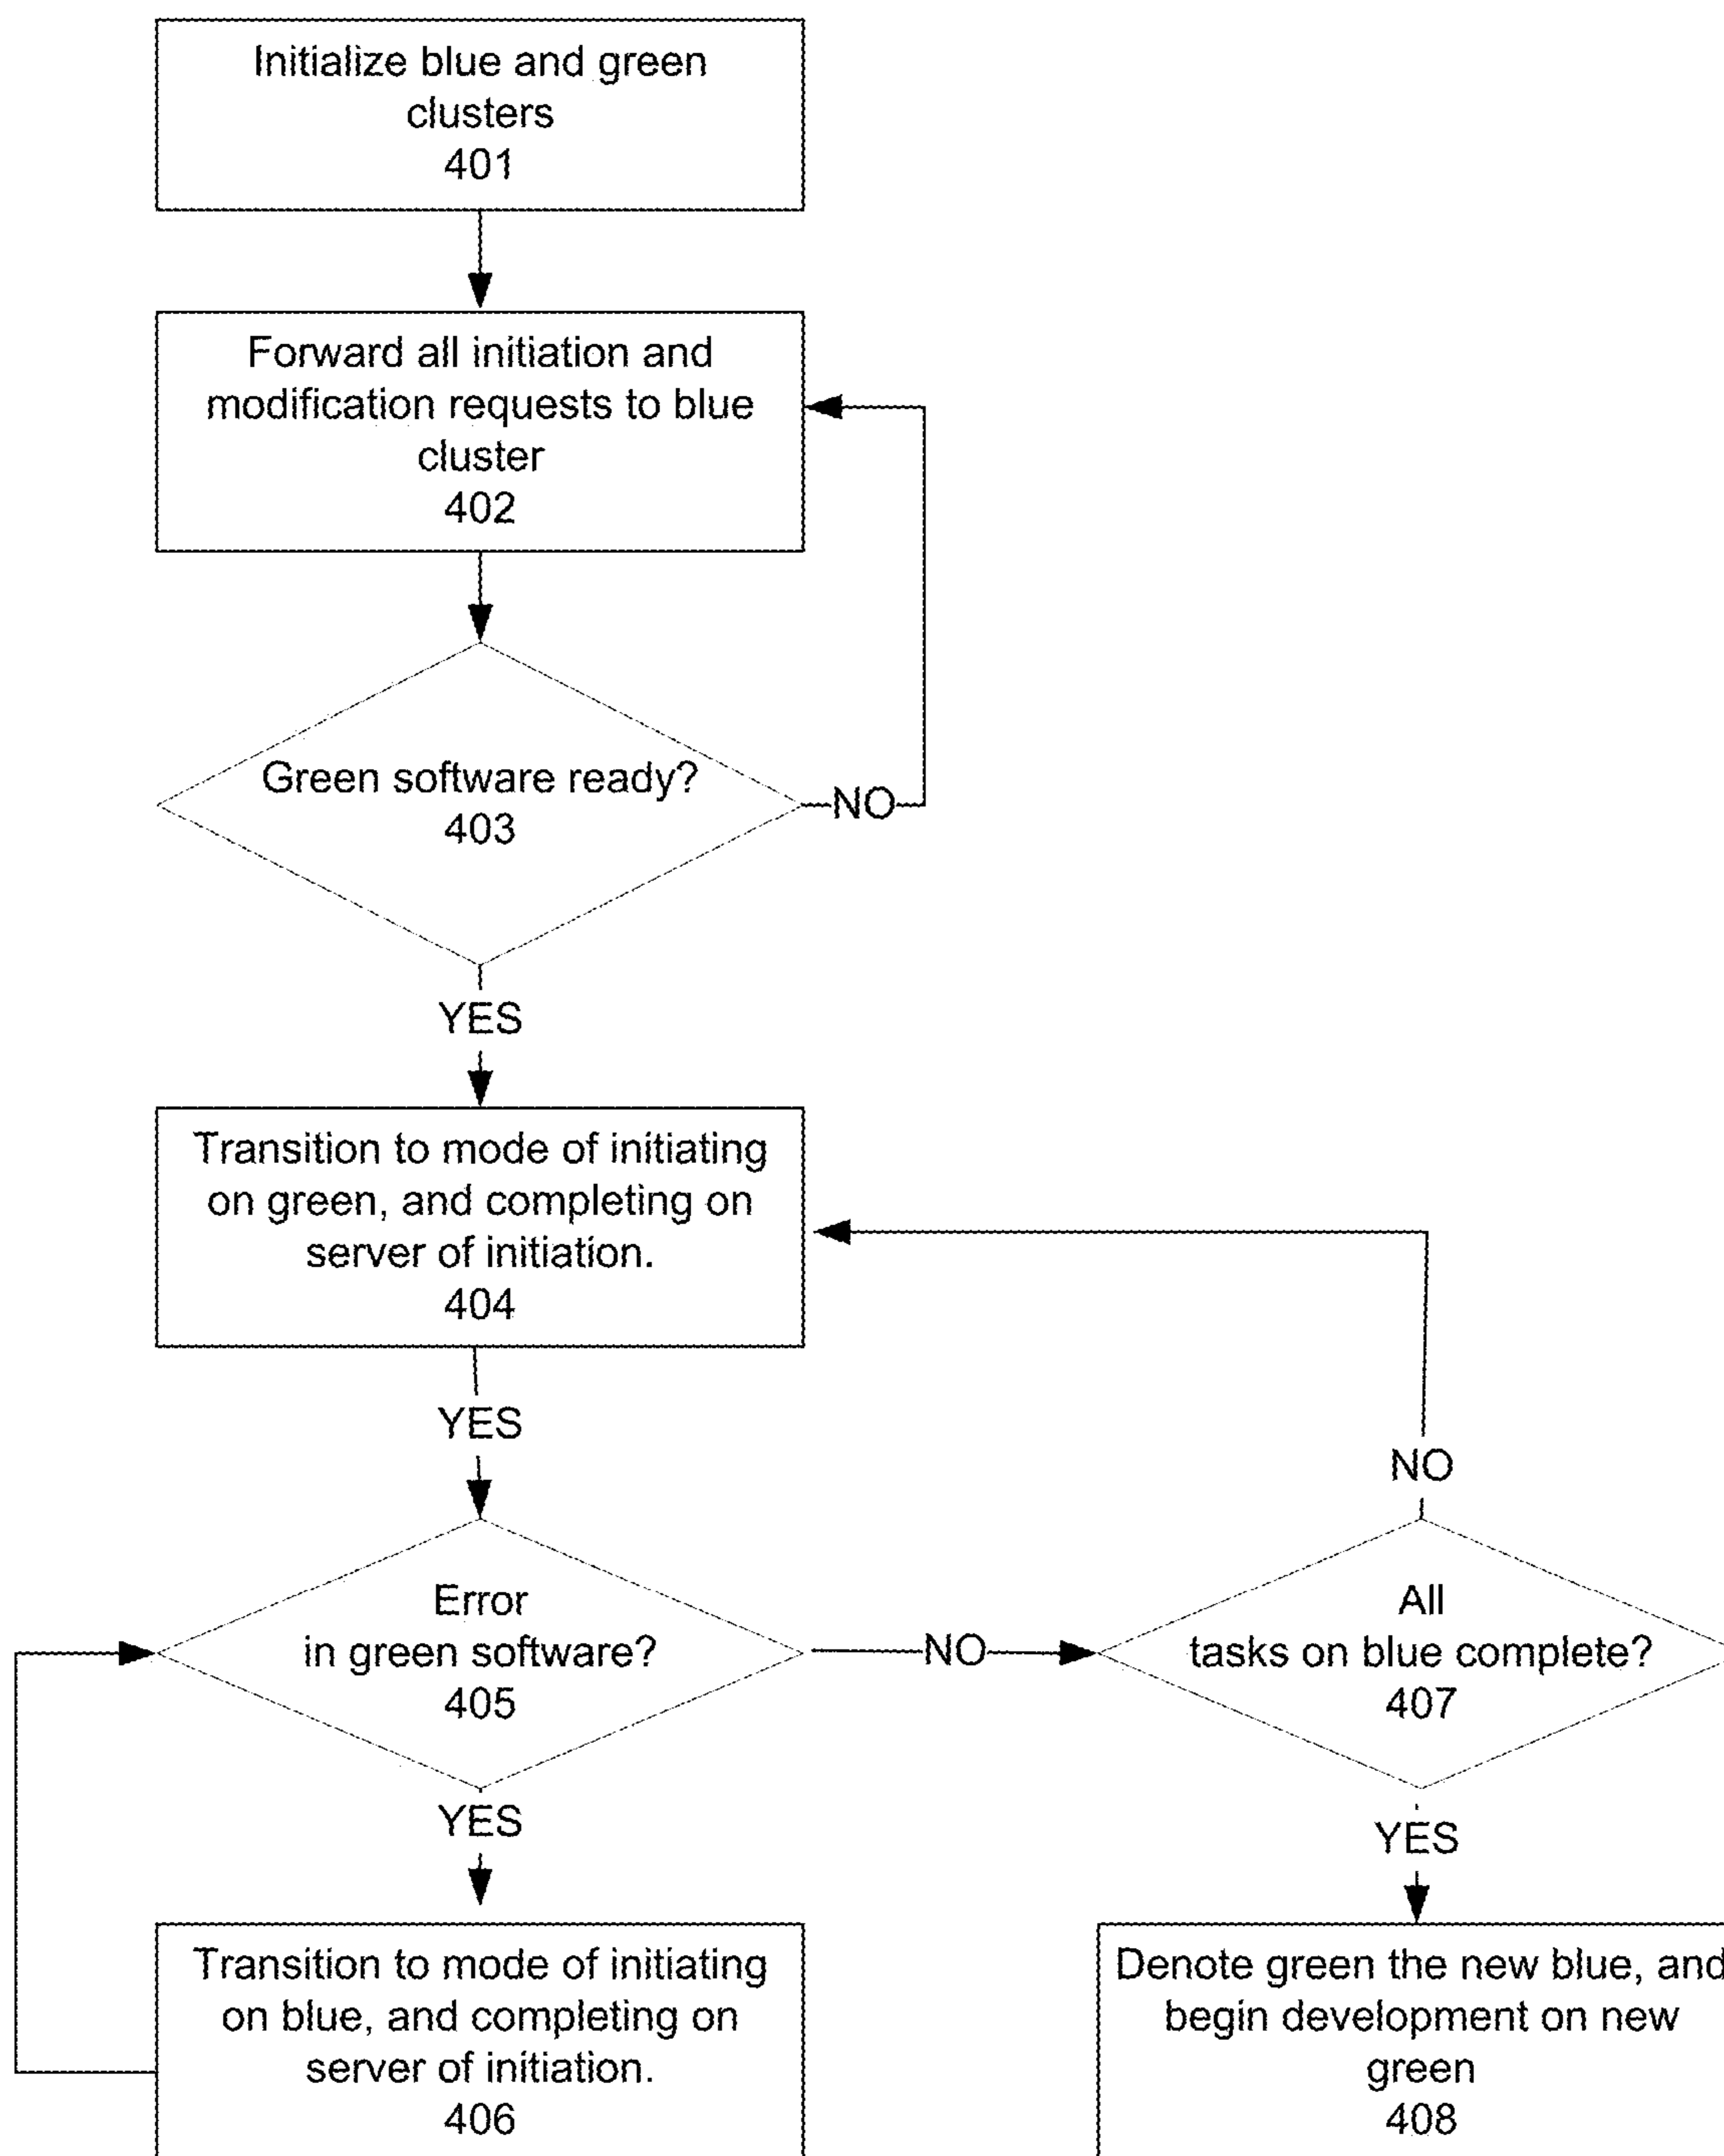 Initialize blue and green
clusters
401
Forward all initiation and
modification requests to blue
cluster
402
Green software ready?
403
NO
YES
Transition to mode of initiating
on green, and completing on
server of initiation.
404
YES
NO
Error
in green software?
405
NO
All
tasks on blue complete?
407
YES
YES
Transition to mode of initiating
on blue, and completing on
server of initiation.
406
Denote green the new blue, and
begin development on new
green
408